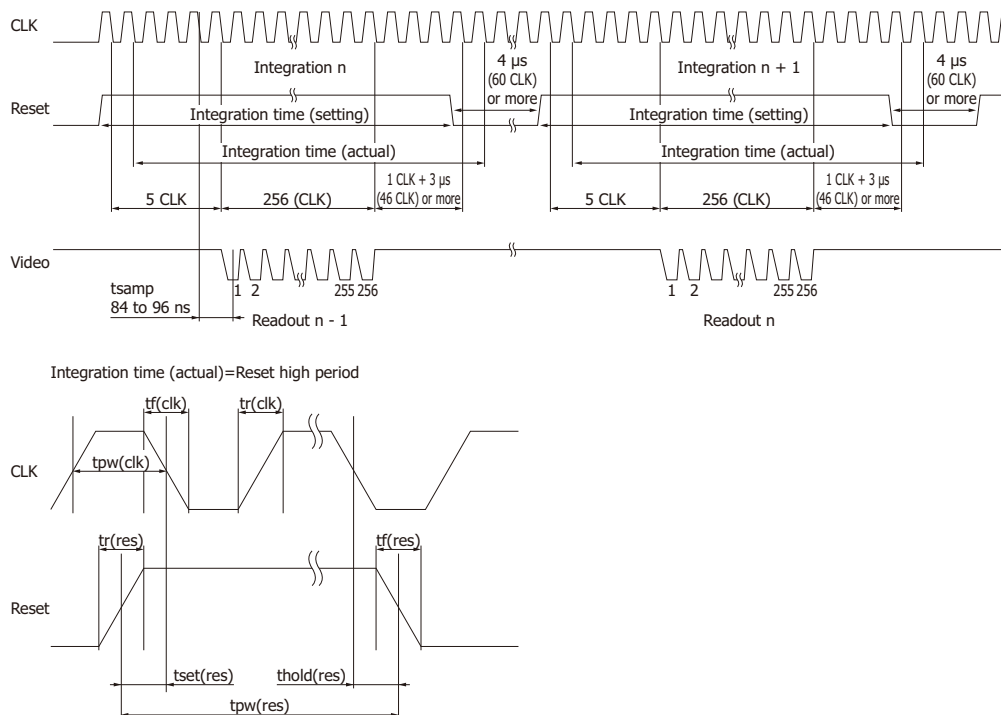 CLK
Integration n
4 µs
(60 CLK)
or more
Integration n + 1
4 µs
(60 CLK)
or more
Reset
Integration time (setting)
Integration time (setting)
Integration time (actual)
Integration time (actual)
5 CLK
256 (CLK)
1 CLK + 3 µs
(46 CLK) or more
5 CLK
256 (CLK)
1 CLK + 3 µs
(46 CLK) or more
Video
1 2 255 256
1 2 255 256
tsamp
84 to 96 ns
Readout n - 1
Readout n
Integration time (actual)=Reset high period
tf(clk)
tr(clk)
CLK
tpw(clk)
tr(res)
tf(res)
Reset
tset(res)
thold(res)
tpw(res)